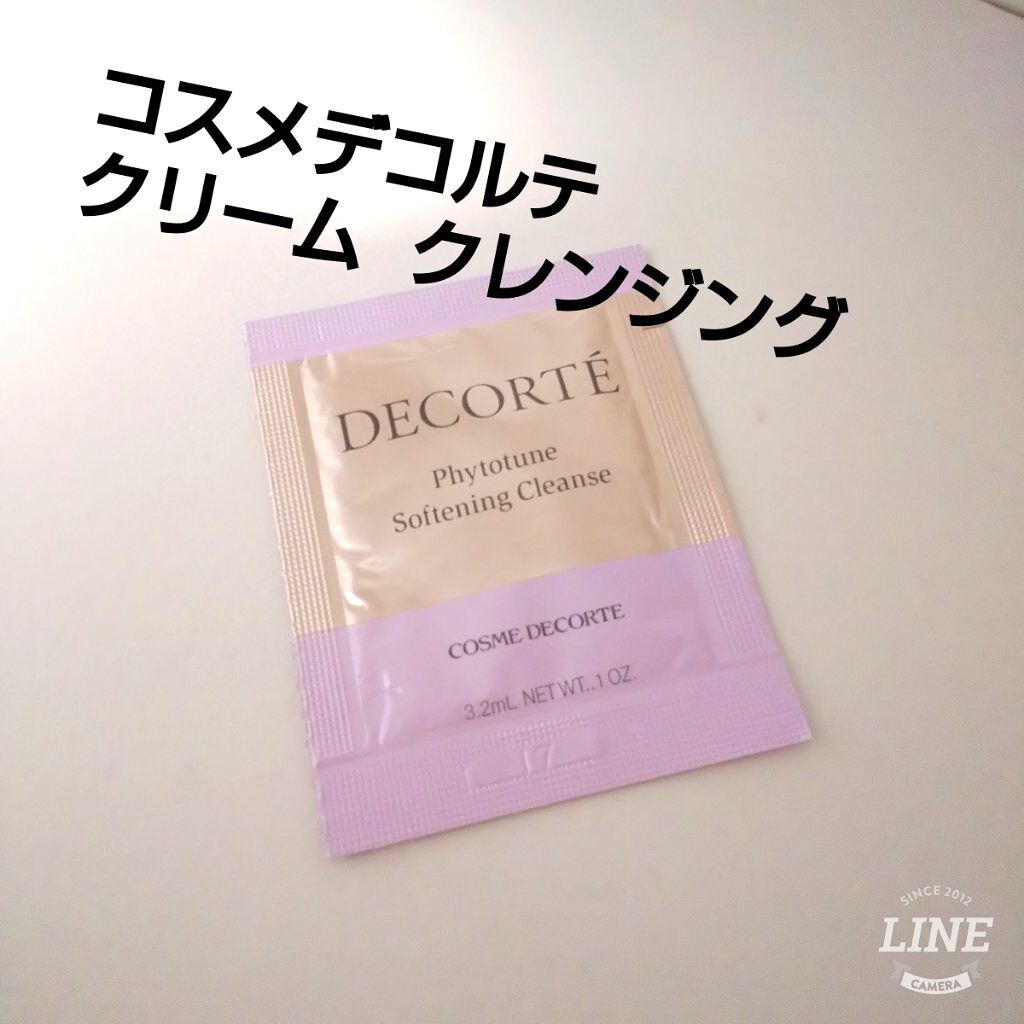 コスメデコルテ
クリーム クレンジング
DECORTÉ
Phytotune
Softening Cleanse
COSME DECORTE
3.2mL NET WT. .1 OZ.
17
SINCE 2012
LINE
CAMERA